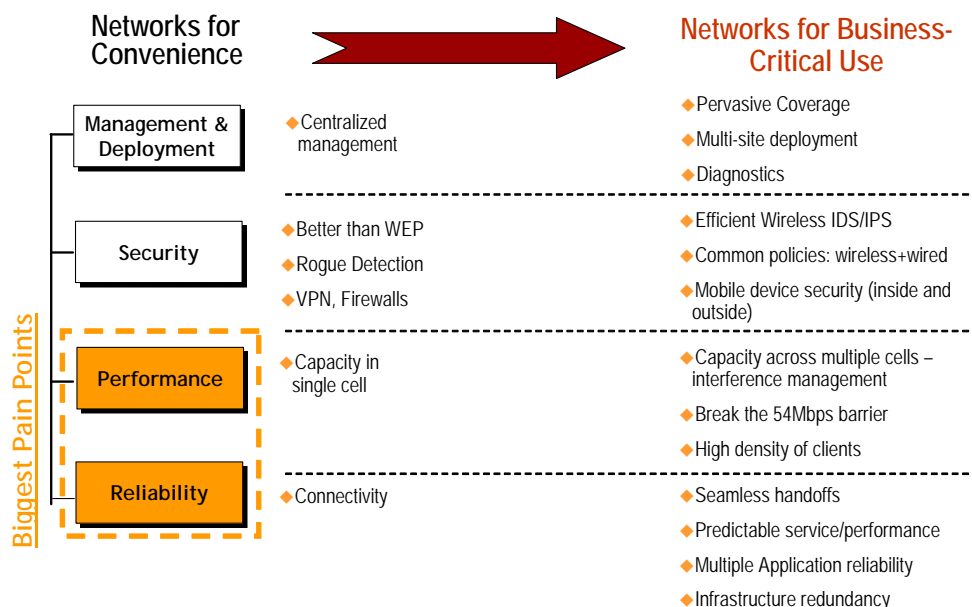 Networks for
Convenience
Networks for Business-
Critical Use
Management &
Deployment
◆Centralized
management
◆Pervasive Coverage
◆Multi-site deployment
◆Diagnostics
Security
◆Better than WEP
◆Rogue Detection
◆VPN, Firewalls
◆Efficient Wireless IDS/IPS
◆Common policies: wireless+wired
◆Mobile device security (inside and
outside)
Biggest Pain Points
Performance
◆Capacity in
single cell
◆Capacity across multiple cells –
interference management
◆Break the 54Mbps barrier
◆High density of clients
Reliability
◆Connectivity
◆Seamless handoffs
◆Predictable service/performance
◆Multiple Application reliability
◆Infrastructure redundancy